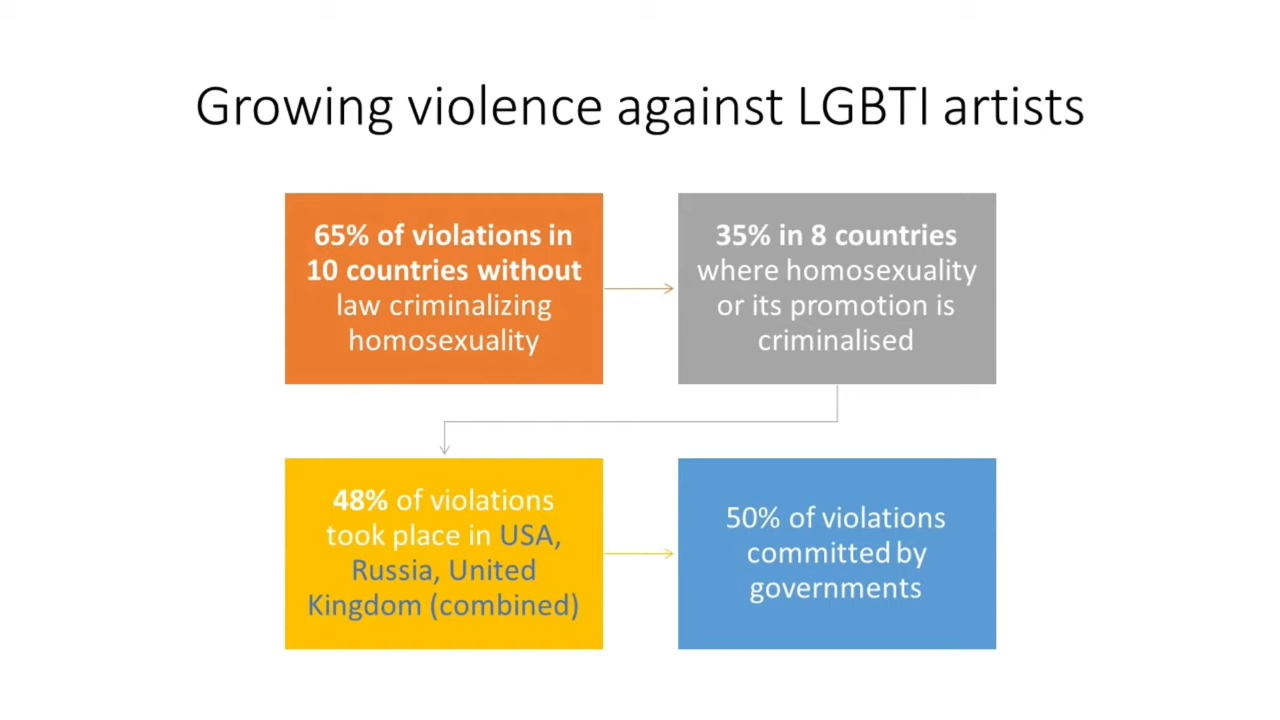 Growing violence against LGBTI artists
65% of violations in
10 countries without
law criminalizing
homosexuality
35% in 8 countries
where homosexuality
or its promotion is
criminalised
48% of violations
took place in USA,
Russia, United
Kingdom (combined)
50% of violations
committed by
governments